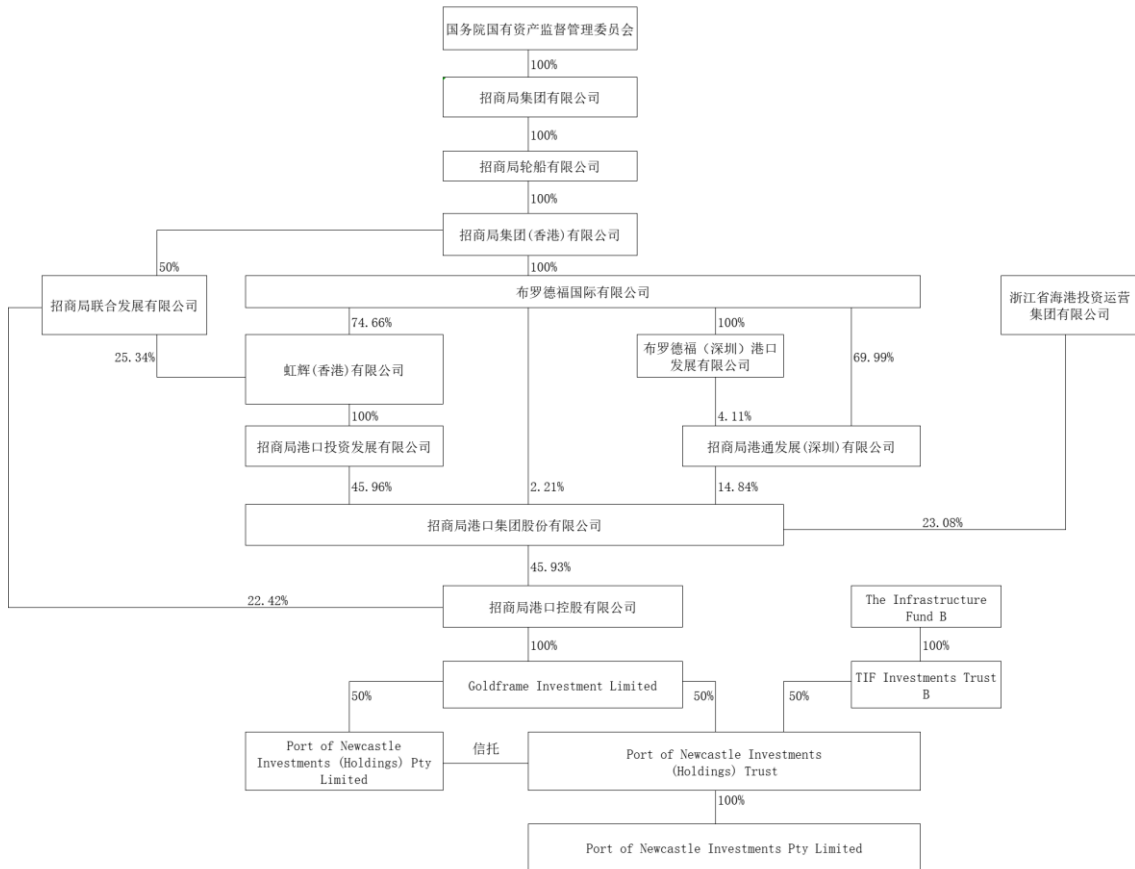 国务院国有资产监督管理委员会
100%
招商局集团有限公司
100%
招商局轮船有限公司
100%
招商局集团(香港)有限公司
50%
100%
招商局联合发展有限公司
布罗德福国际有限公司
浙江省海港投资运营
集团有限公司
74.66%
100%
25.34%
虹辉(香港)有限公司
布罗德福（深圳）港口
发展有限公司
69.99%
100%
4.11%
招商局港口投资发展有限公司
招商局港通发展(深圳)有限公司
45.96%
2.21%
14.84%
招商局港口集团股份有限公司
23.08%
45.93%
22.42%
招商局港口控股有限公司
The Infrastructure
Fund B
100%
100%
Goldframe Investment Limited
TIF Investments Trust
B
50%
50%
50%
Port of Newcastle
Investments (Holdings) Pty
Limited
信托
Port of Newcastle Investments
(Holdings) Trust
100%
Port of Newcastle Investments Pty Limited